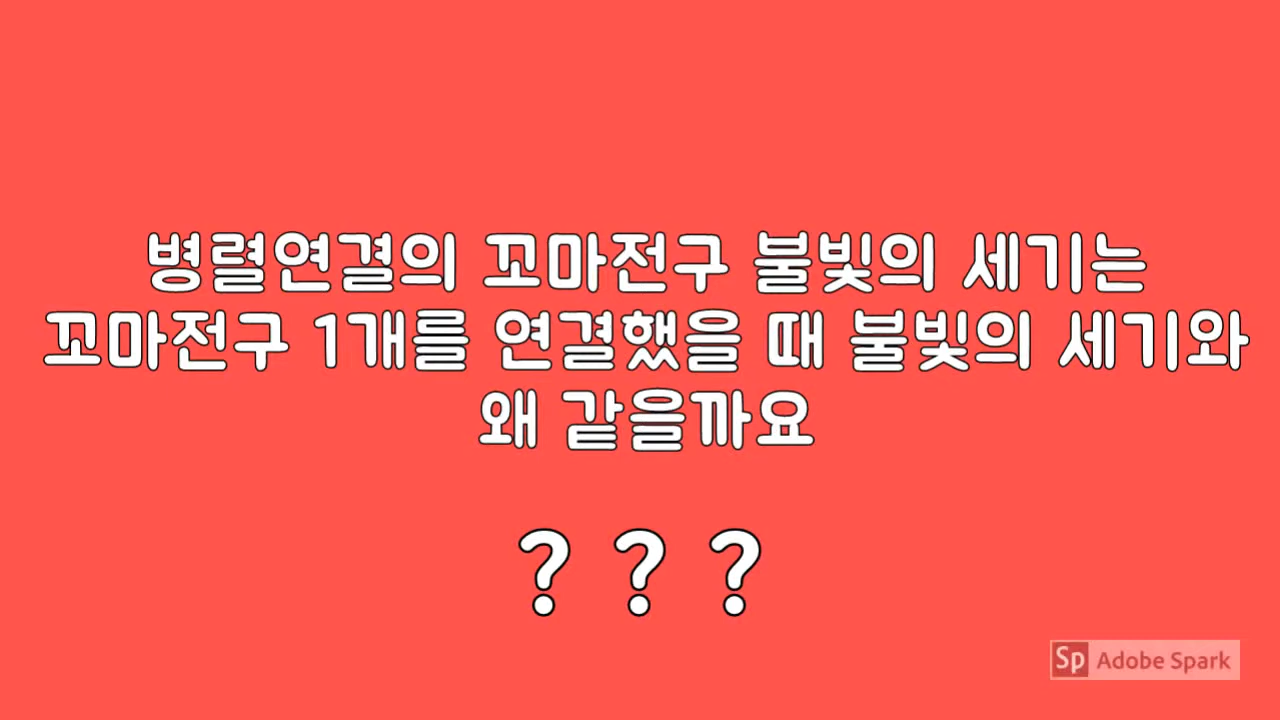 병렬연결의 꼬마전구 불빛의 세기는
꼬마전구 1개를 연결했을 때 불빛의 세기와
왜 같을까요
? ? ?
Sp Adobe Spark